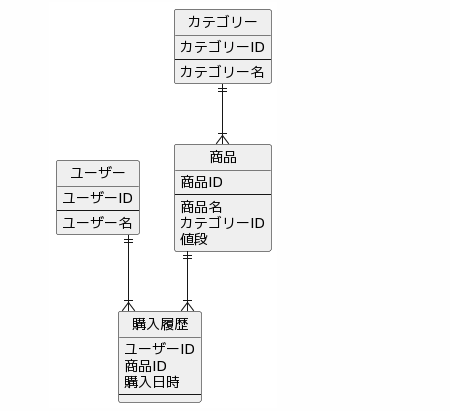 カテゴリー
カテゴリーID
カテゴリー名
商品
商品ID
商品名
カテゴリーID
値段
ユーザー
ユーザーID
ユーザー名
購入履歴
ユーザーID
商品ID
購入日時